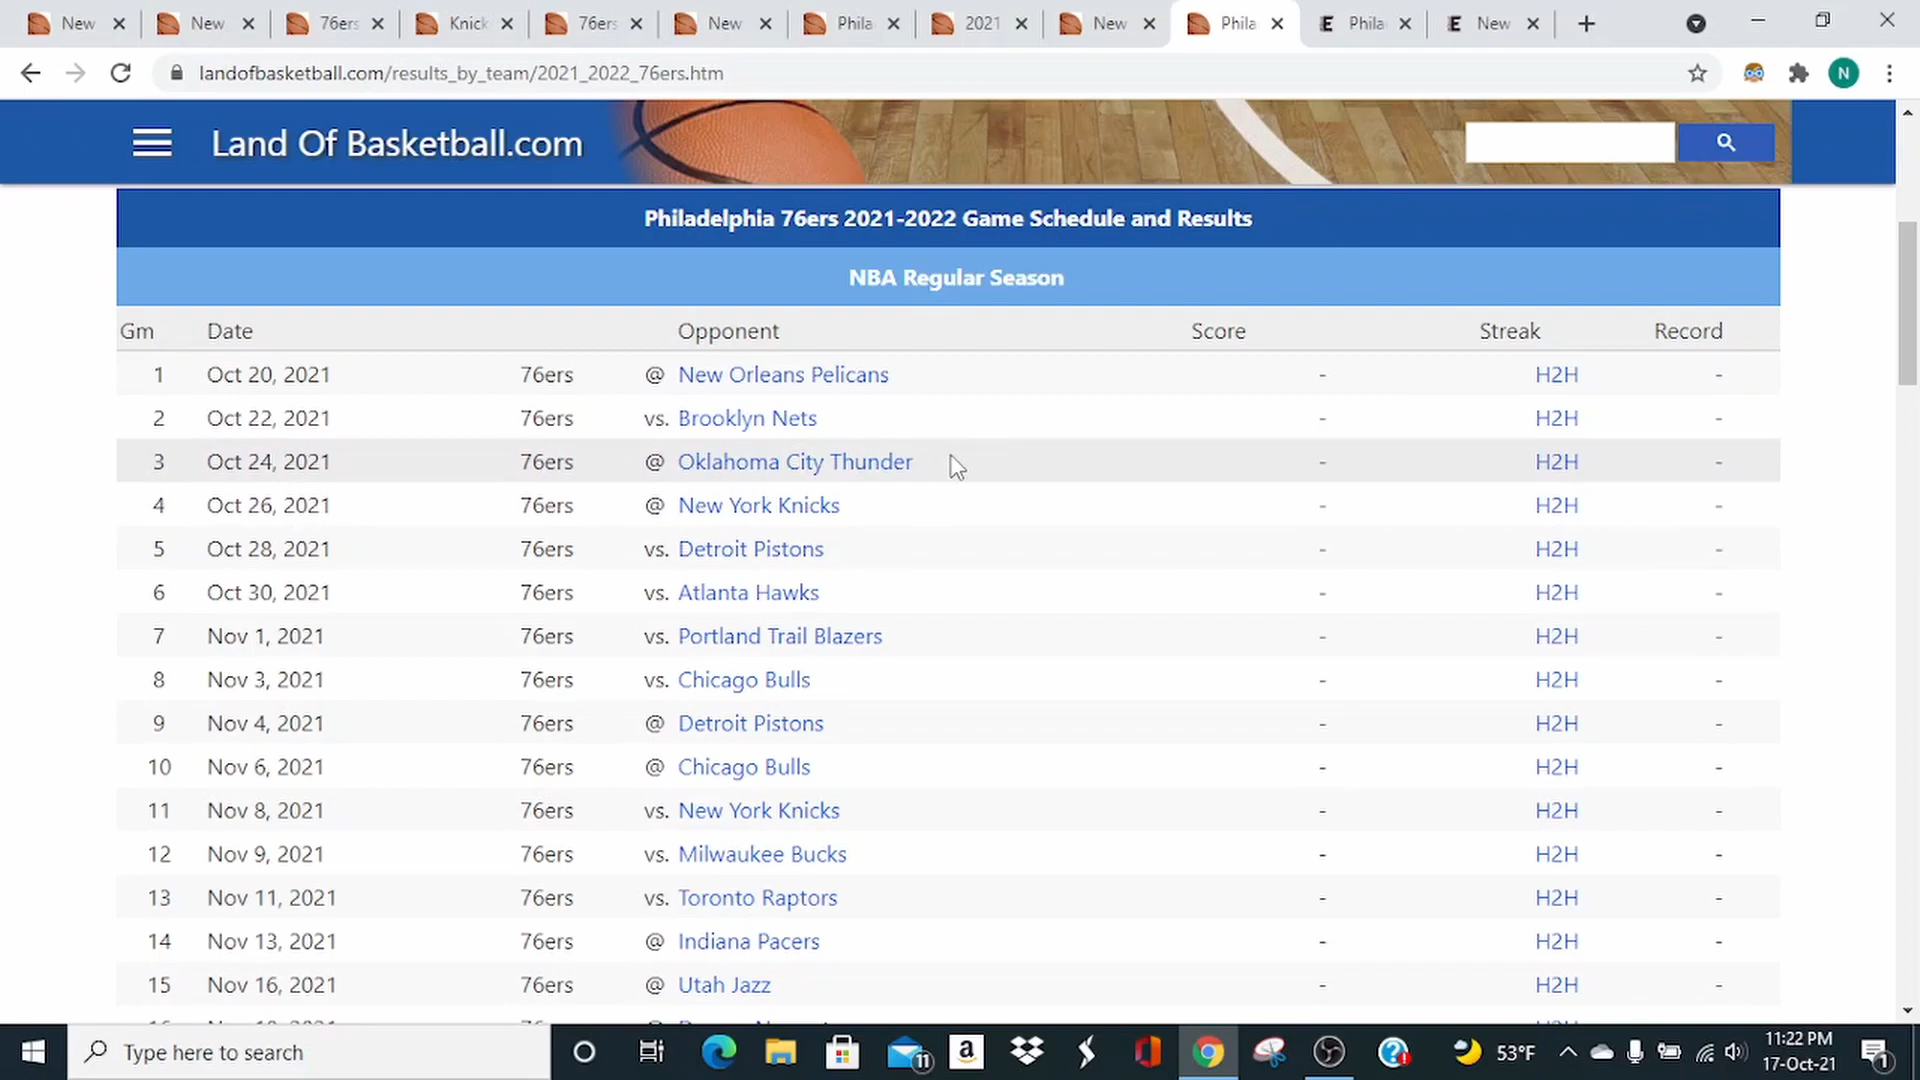 New New 76ers Knick 76ers New Phila 2021 New Phila Phila New
landofbasketball.com/results_by_team/2021_2022_76ers.htm N
Land Of Basketball.com
Philadelphia 76ers 2021-2022 Game Schedule and Results
NBA Regular Season
Gm Date Opponent Score Streak Record
1 Oct 20, 2021 76ers @ New Orleans Pelicans - H2H -
2 Oct 22, 2021 76ers vs. Brooklyn Nets - H2H -
3 Oct 24, 2021 76ers @ Oklahoma City Thunder - H2H -
4 Oct 26, 2021 76ers @ New York Knicks - H2H -
5 Oct 28, 2021 76ers vs. Detroit Pistons - H2H -
6 Oct 30, 2021 76ers vs. Atlanta Hawks - H2H -
7 Nov 1, 2021 76ers vs. Portland Trail Blazers - H2H -
8 Nov 3, 2021 76ers vs. Chicago Bulls - H2H -
9 Nov 4, 2021 76ers @ Detroit Pistons - H2H -
10 Nov 6, 2021 76ers @ Chicago Bulls - H2H -
11 Nov 8, 2021 76ers vs. New York Knicks - H2H -
12 Nov 9, 2021 76ers vs. Milwaukee Bucks - H2H -
13 Nov 11, 2021 76ers vs. Toronto Raptors - H2H -
14 Nov 13, 2021 76ers @ Indiana Pacers - H2H -
15 Nov 16, 2021 76ers @ Utah Jazz - H2H -
Type here to search 11 a 53°F 11:22 PM
17-Oct-21 1